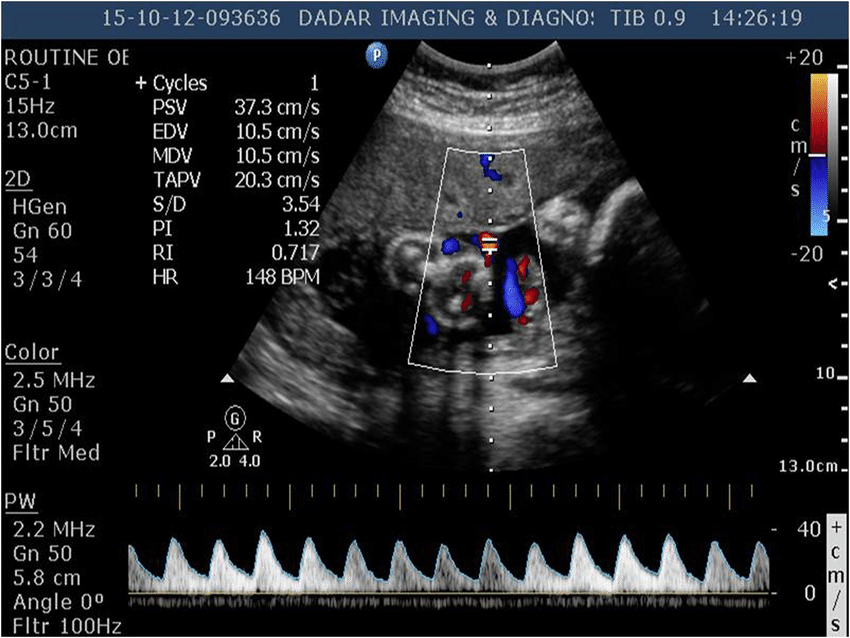 15-10-12-093636 DADAR IMAGING & DIAGNO: TIB 0.9 14:26:19
ROUTINE OB
C5-1
15Hz
13.0cm
2D
HGen
Gn 60
54
3/3/4
Color
2.5 MHz
Gn 50
3/5/4
Fltr Med
PW
2.2 MHz
Gn 50
5.8 cm
Angle 0º
Fltr 100Hz
+ Cycles 1
PSV 37.3 cm/s
EDV 10.5 cm/s
MDV 10.5 cm/s
TAPV 20.3 cm/s
S/D 3.54
PI 1.32
RI 0.717
HR 148 BPM
P
G
P R
2.0 4.0
+20
cm/s
5
-20
<
10
13.0cm
- 40
0
+cm/s